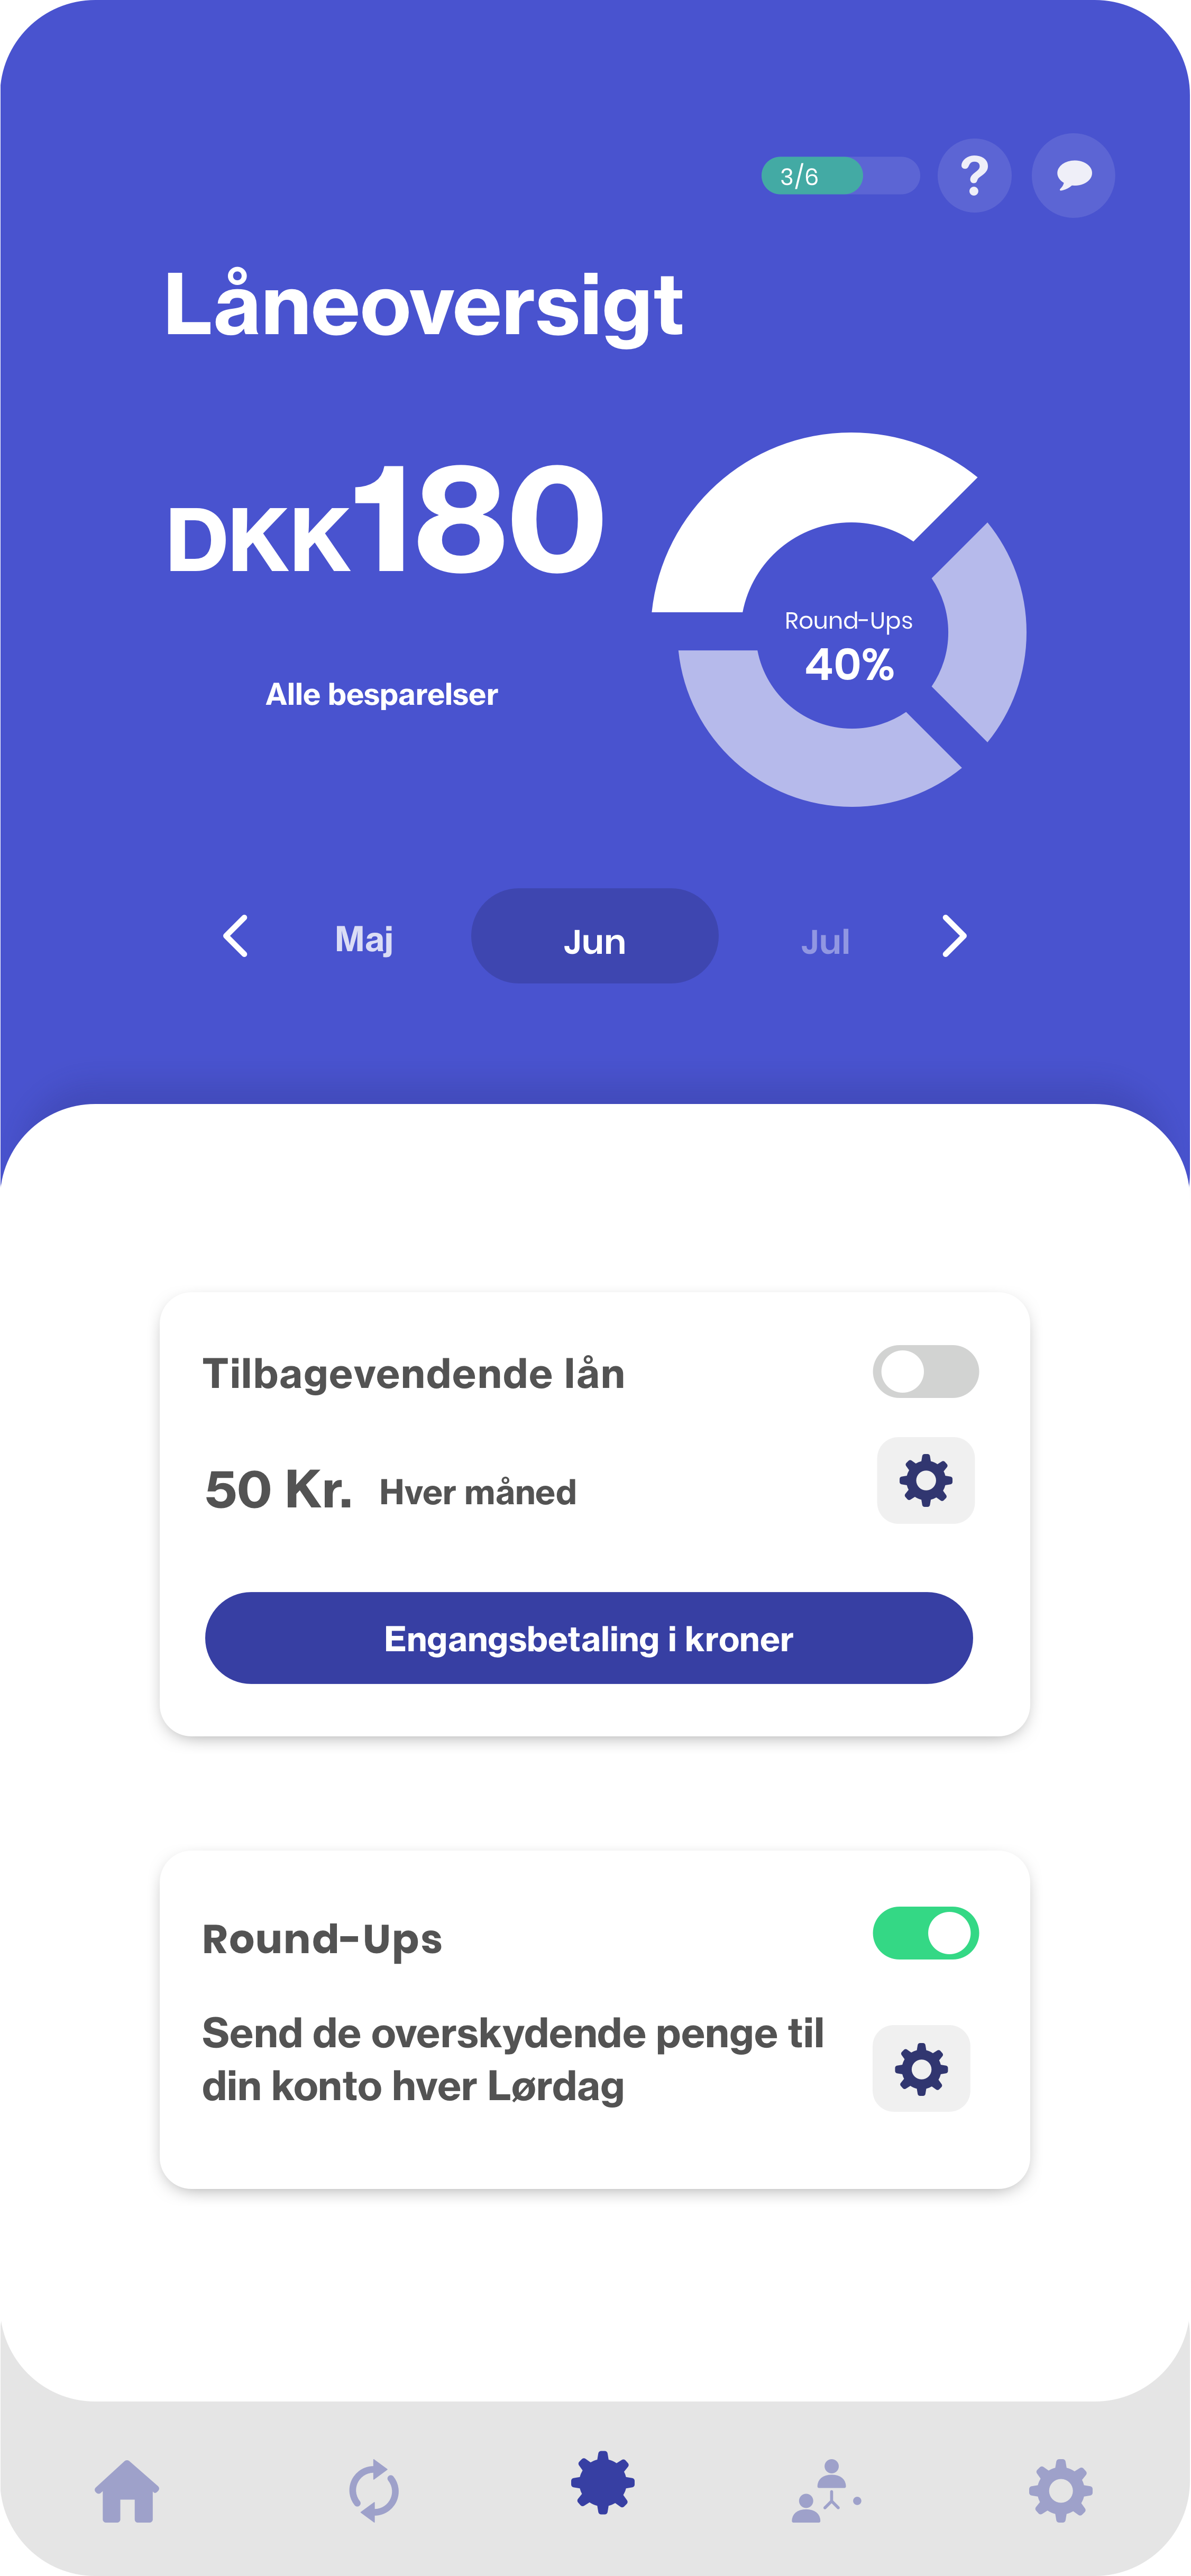 3/6
Låneoversigt
DKK180
Round-Ups
40%
Alle besparelser
Maj Jun Jul
Tilbagevendende lån
50 Kr. Hver måned
Engangsbetaling i kroner
Round-Ups
Send de overskydende penge til
din konto hver Lørdag